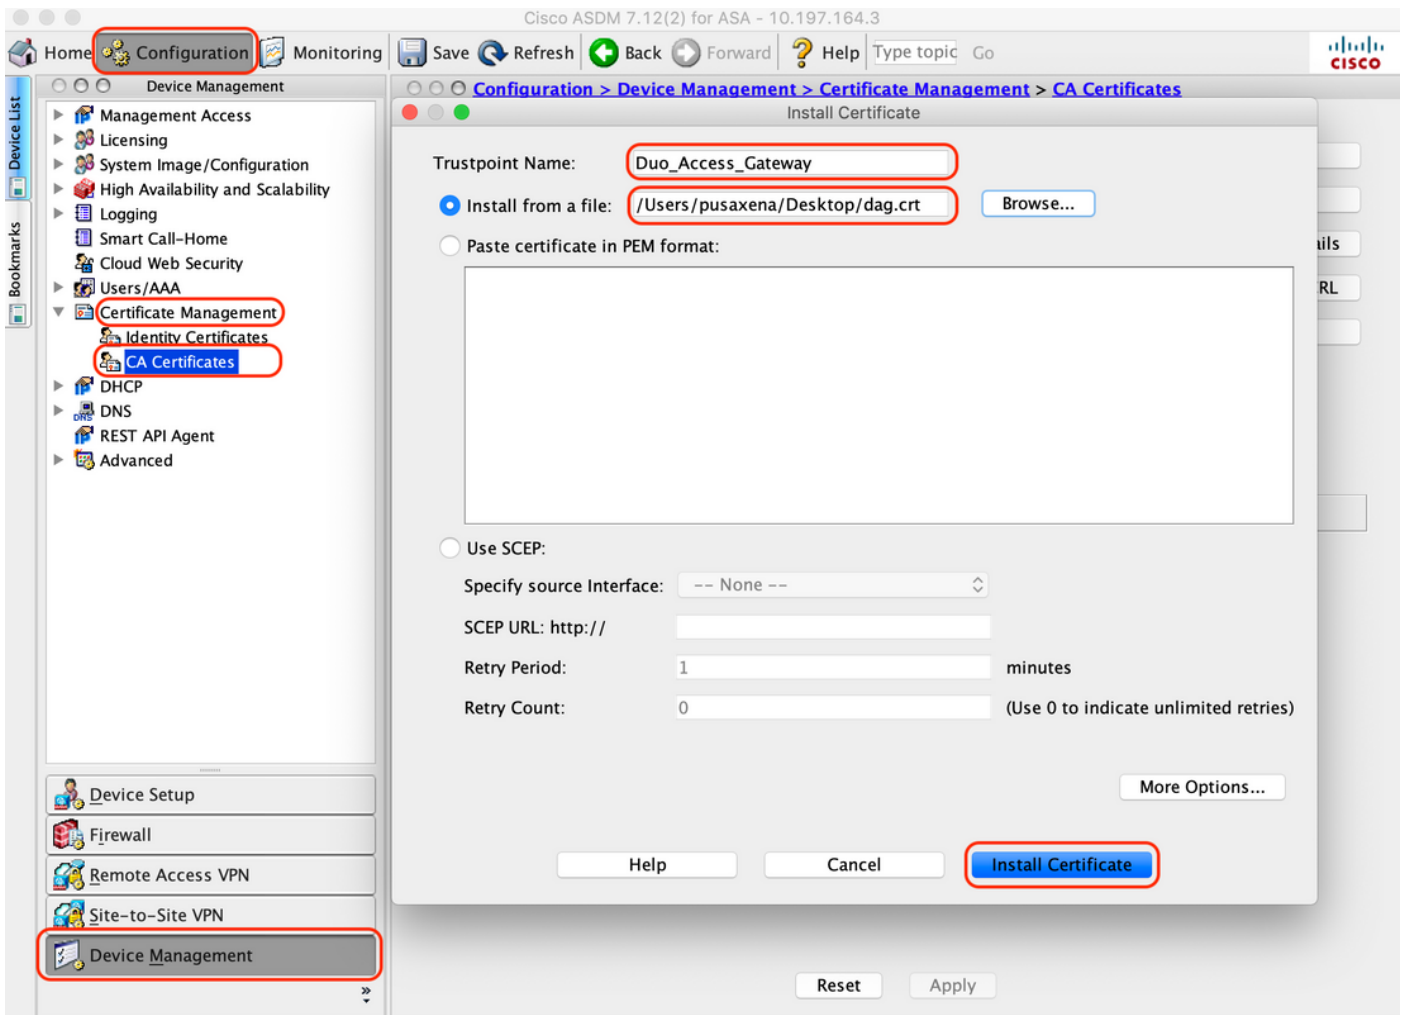 Cisco ASDM 7.12(2) for ASA - 10.197.164.3
Home Configuration Monitoring Save Refresh Back Forward Help Type topic Go
CISCO
Device List
Bookmarks
Device Management
Management Access
Licensing
System Image/Configuration
High Availability and Scalability
Logging
Smart Call-Home
Cloud Web Security
Users/AAA
Certificate Management
Identity Certificates
CA Certificates
DHCP
DNS
DNS
REST API Agent
Advanced
Device Setup
Firewall
Remote Access VPN
Site-to-Site VPN
Device Management
»
Configuration > Device Management > Certificate Management > CA Certificates
Install Certificate
Trustpoint Name: Duo_Access_Gateway
Install from a file: /Users/pusaxena/Desktop/dag.crt Browse...
Paste certificate in PEM format:
ails
RL
Use SCEP:
Specify source Interface: -- None --
SCEP URL: http://
Retry Period: 1 minutes
Retry Count: 0 (Use 0 to indicate unlimited retries)
More Options...
Help Cancel Install Certificate
Reset Apply